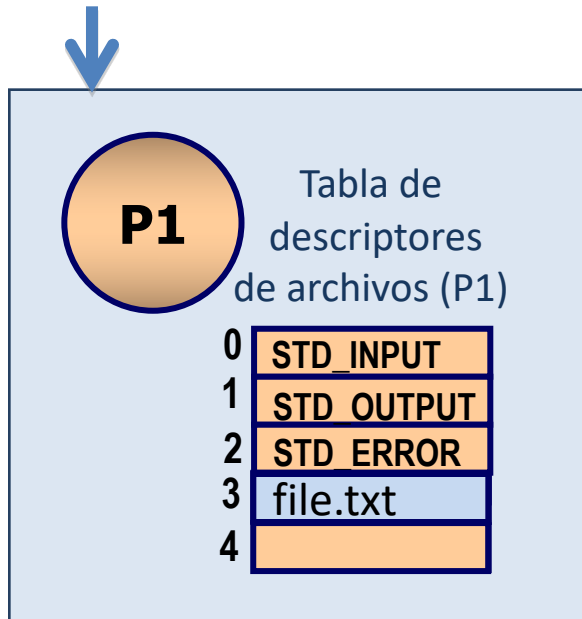 P1
Tabla de
descriptores
de archivos (P1)
0 STD_INPUT
1 STD_OUTPUT
2 STD_ERROR
3 file.txt
4